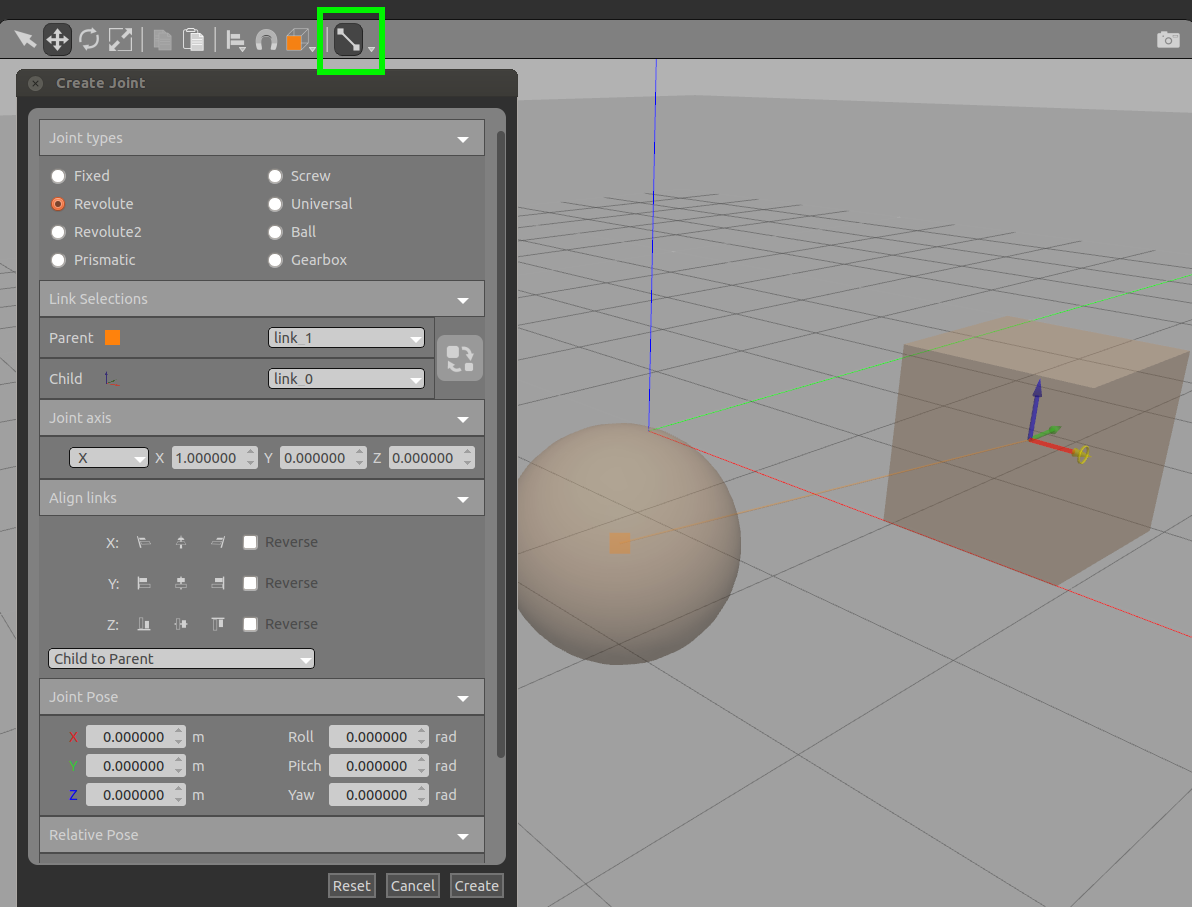 Create Joint
Joint types
Fixed Screw
Revolute Universal
Revolute2 Ball
Prismatic Gearbox
Link Selections
Parent link_1
Child link_0
Joint axis
X X 1.000000 Y 0.000000 Z 0.000000
Align links
X: Reverse
Y: Reverse
Z: Reverse
Child to Parent
Joint Pose
X 0.000000 m Roll 0.000000 rad
Y 0.000000 m Pitch 0.000000 rad
Z 0.000000 m Yaw 0.000000 rad
Relative Pose
Reset Cancel Create